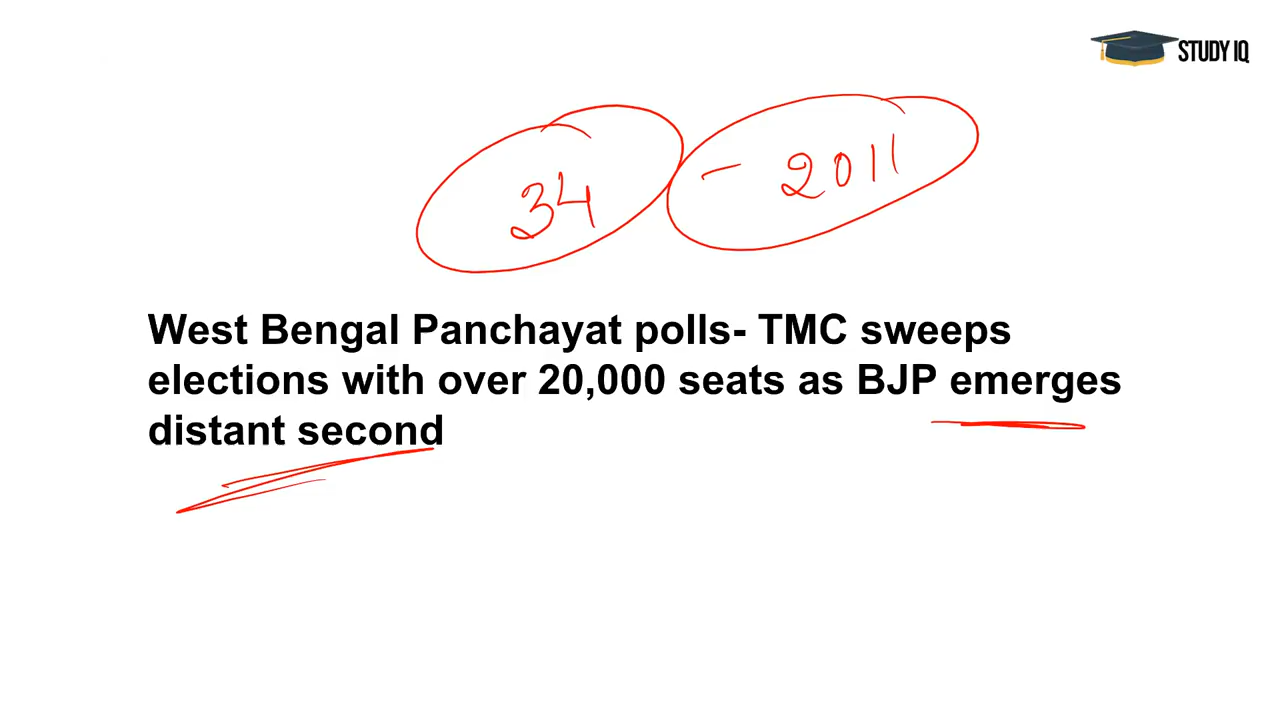 STUDY IQ
34 - 2011
West Bengal Panchayat polls- TMC sweeps
elections with over 20,000 seats as BJP emerges
distant second